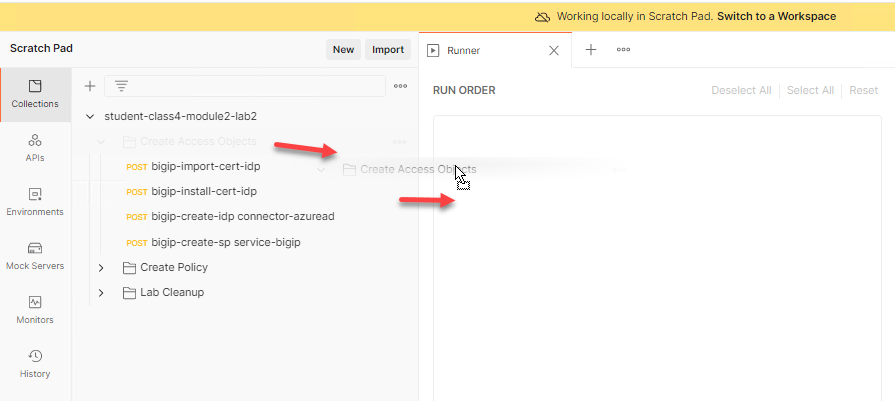 Working locally in Scratch Pad. Switch to a Workspace
Scratch Pad
New
Import
Runner
Collections
APIs
Environments
Mock Servers
Monitors
History
student-class4-module2-lab2
Create Access Objects
POST bigip-import-cert-idp
POST bigip-install-cert-idp
POST bigip-create-idp connector-azuread
POST bigip-create-sp service-bigip
Create Policy
Lab Cleanup
RUN ORDER
Deselect All
Select All
Reset
Create Access Objects